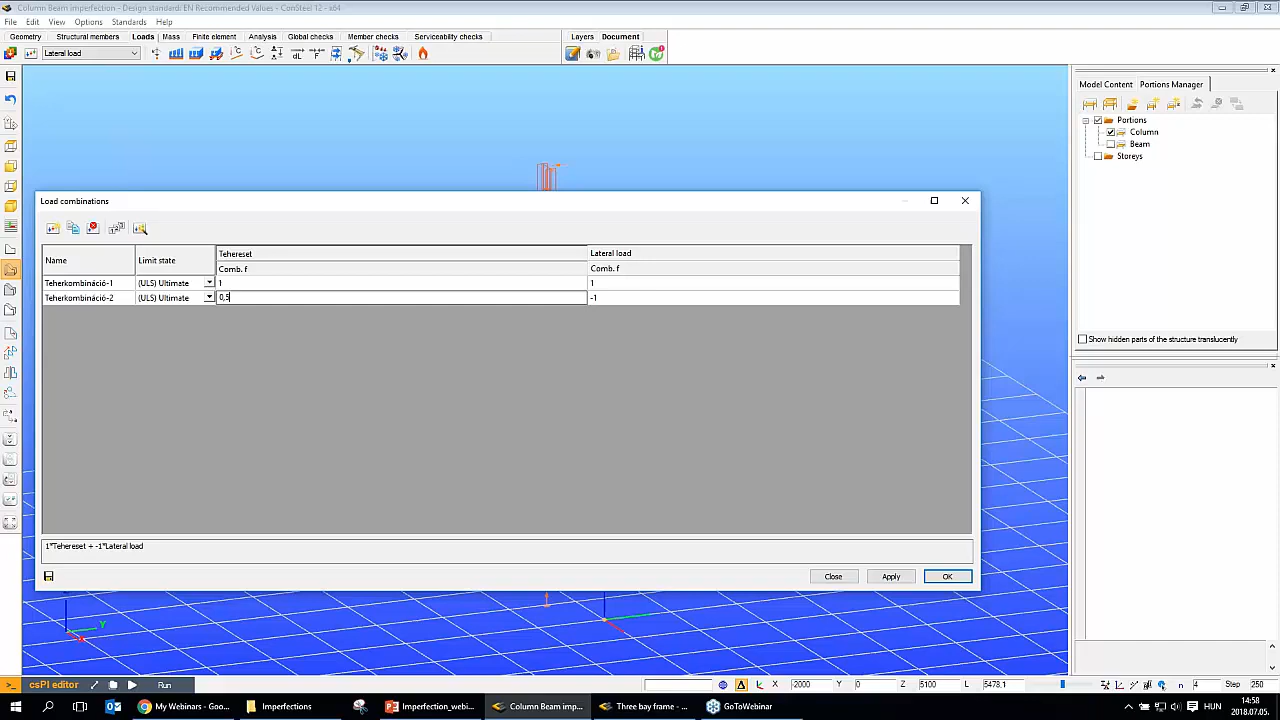 Column Beam imperfection - Design standard: EN Recommended Values - ConSteel 12 - x64
File Edit View Options Standards Help
Geometry Structural members Loads Mass Finite element Analysis Global checks Member checks Serviceability checks Layers Document
Lateral load
Model Content Portions Manager
Portions
Column
Beam
Storeys
Load combinations
Name Limit state Tehereset Lateral load
Comb. f Comb. f
Teherkombináció-1 (ULS) Ultimate 1 1
Teherkombináció-2 (ULS) Ultimate 0,5 -1
Show hidden parts of the structure translucently
1*Tehereset + -1*Lateral load
Close Apply OK
Y
csPI editor Run X -2000 Y 0 Z 5100 L 5478.1 n 4 Step 250
My Webinars - Goo... Imperfections Imperfection_webi... Column Beam imp... Three bay frame - ... GoToWebinar HUN 14:58
2018.07.05.